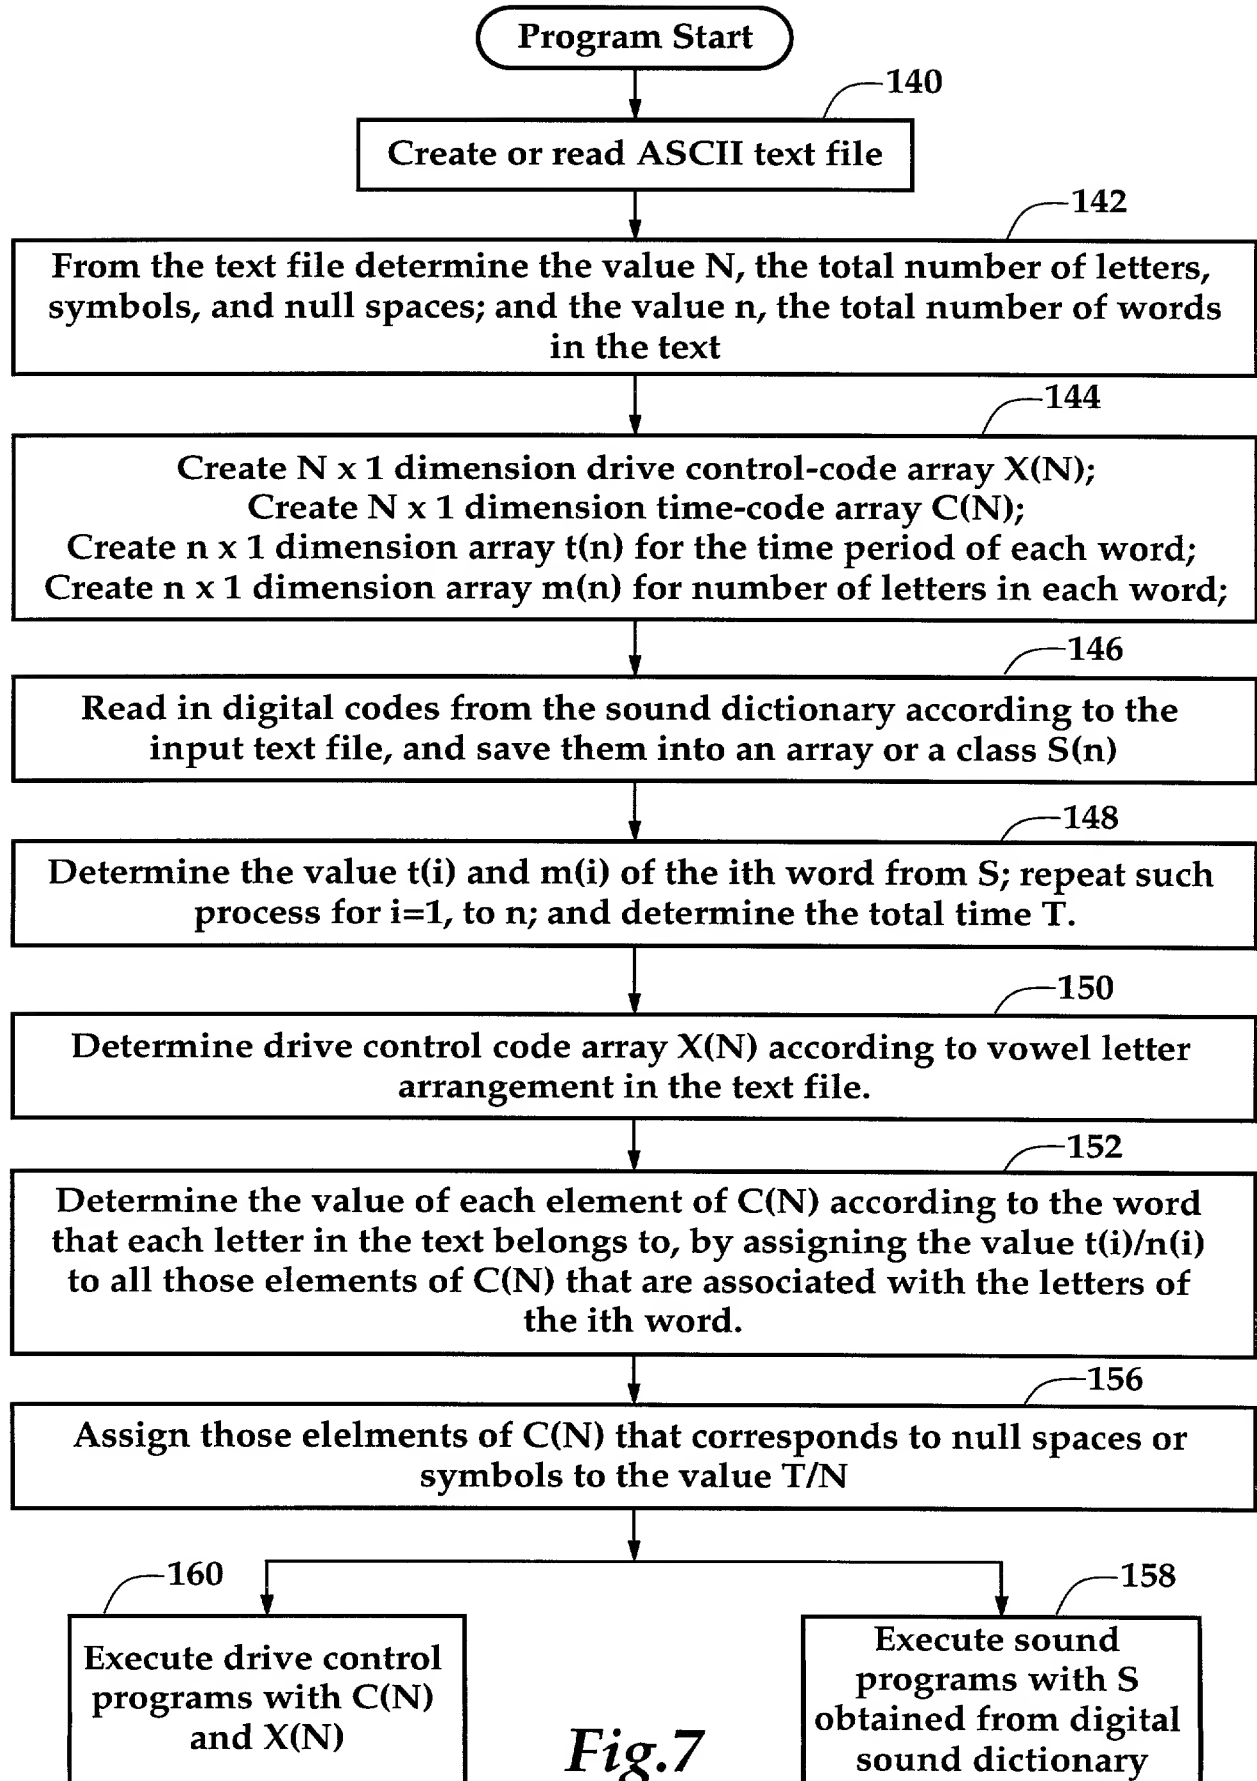 Program Start
140
Create or read ASCII text file
142
From the text file determine the value N, the total number of letters,
symbols, and null spaces; and the value n, the total number of words
in the text
144
Create N x 1 dimension drive control-code array X(N);
Create N x 1 dimension time-code array C(N);
Create n x 1 dimension array t(n) for the time period of each word;
Create n x 1 dimension array m(n) for number of letters in each word;
146
Read in digital codes from the sound dictionary according to the
input text file, and save them into an array or a class S(n)
148
Determine the value t(i) and m(i) of the ith word from S; repeat such
process for i=1, to n; and determine the total time T.
150
Determine drive control code array X(N) according to vowel letter
arrangement in the text file.
152
Determine the value of each element of C(N) according to the word
that each letter in the text belongs to, by assigning the value t(i)/n(i)
to all those elements of C(N) that are associated with the letters of
the ith word.
156
Assign those elelments of C(N) that corresponds to null spaces or
symbols to the value T/N
160
Execute drive control
programs with C(N)
and X(N)
158
Execute sound
programs with S
obtained from digital
sound dictionary
Fig.7